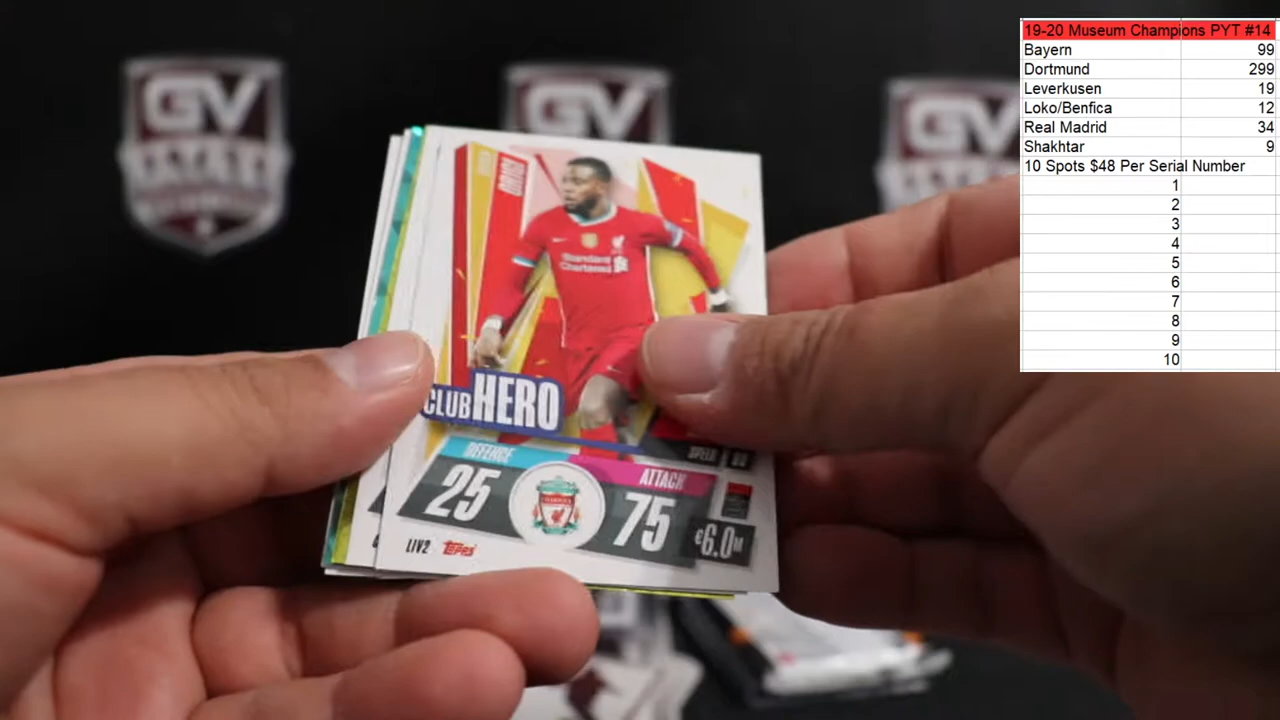 19-20 Museum Champions PYT #14
Bayern 99
Dortmund 299
Leverkusen 19
Loko/Benfica 12
Real Madrid 34
Shakhtar 9
10 Spots $48 Per Serial Number
1
2
3
4
5
6
7
8
9
10
GV
GV
GV
ORIGI
Standard
Chartered
CLUB HERO
DEFENCE
25
ATTACK
75
€6.0M
LIV2 Topps